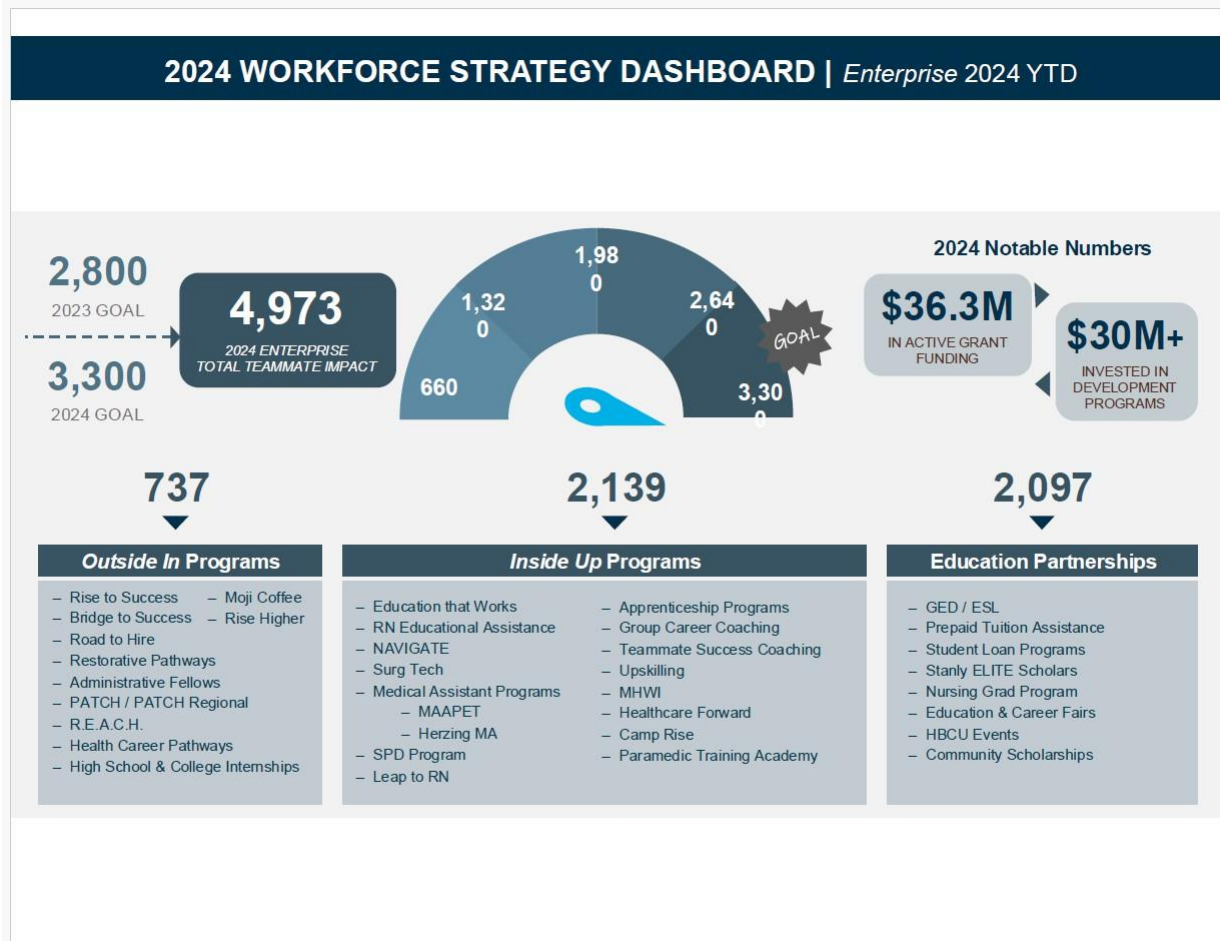 2024 WORKFORCE STRATEGY DASHBOARD | Enterprise 2024 YTD
2,800
2023 GOAL
3,300
2024 GOAL
4,973
2024 ENTERPRISE
TOTAL TEAMMATE IMPACT
660
1,32
0
1,98
0
2,64
0
3,30
0
GOAL
2024 Notable Numbers
$36.3M
IN ACTIVE GRANT
FUNDING
$30M+
INVESTED IN
DEVELOPMENT
PROGRAMS
737
Outside In Programs
– Rise to Success
– Bridge to Success
– Road to Hire
– Restorative Pathways
– Administrative Fellows
– PATCH / PATCH Regional
– R.E.A.C.H.
– Health Career Pathways
– High School & College Internships
– Moji Coffee
– Rise Higher
2,139
Inside Up Programs
– Education that Works
– RN Educational Assistance
– NAVIGATE
– Surg Tech
– Medical Assistant Programs
– MAAPET
– Herzing MA
– SPD Program
– Leap to RN
– Apprenticeship Programs
– Group Career Coaching
– Teammate Success Coaching
– Upskilling
– MHWI
– Healthcare Forward
– Camp Rise
– Paramedic Training Academy
2,097
Education Partnerships
– GED / ESL
– Prepaid Tuition Assistance
– Student Loan Programs
– Stanly ELITE Scholars
– Nursing Grad Program
– Education & Career Fairs
– HBCU Events
– Community Scholarships